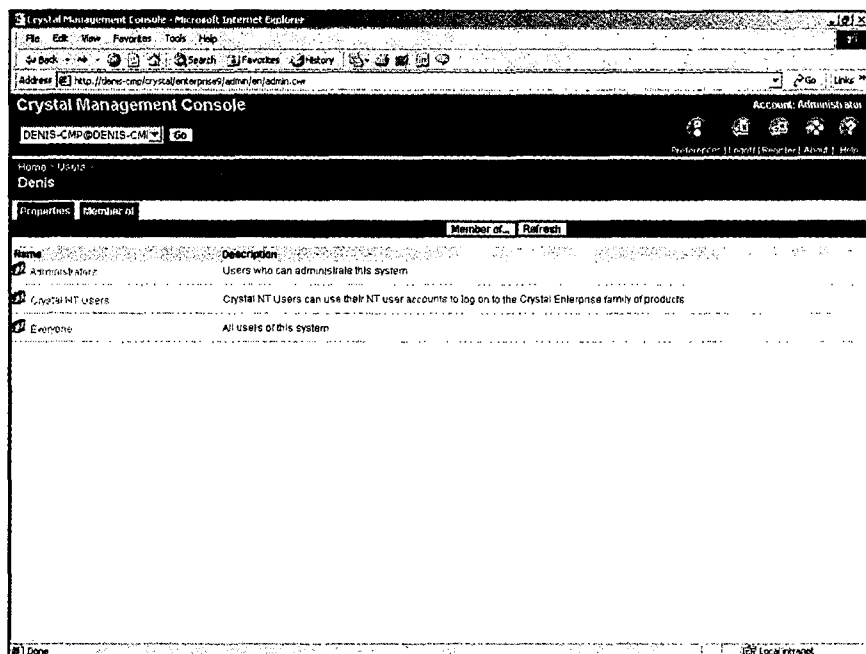 Crystal Management Console - Microsoft Internet Explorer
File Edit View Favorites Tools Help
Back Search Favorites History
Address http://denis-cmp/crystal/enterprise9/admin/en/admin.cwr Go Links »
Crystal Management Console
Account: Administrator
DENIS-CMP@DENIS-CM Go
Preferences | Logoff | Register | About | Help
Home > Users >
Denis
Properties Member of
Member of... Refresh
Name Description
Administrators Users who can administrate this system
Crystal NT Users Crystal NT Users can use their NT user accounts to log on to the Crystal Enterprise family of products
Everyone All users of this system
Done Local intranet